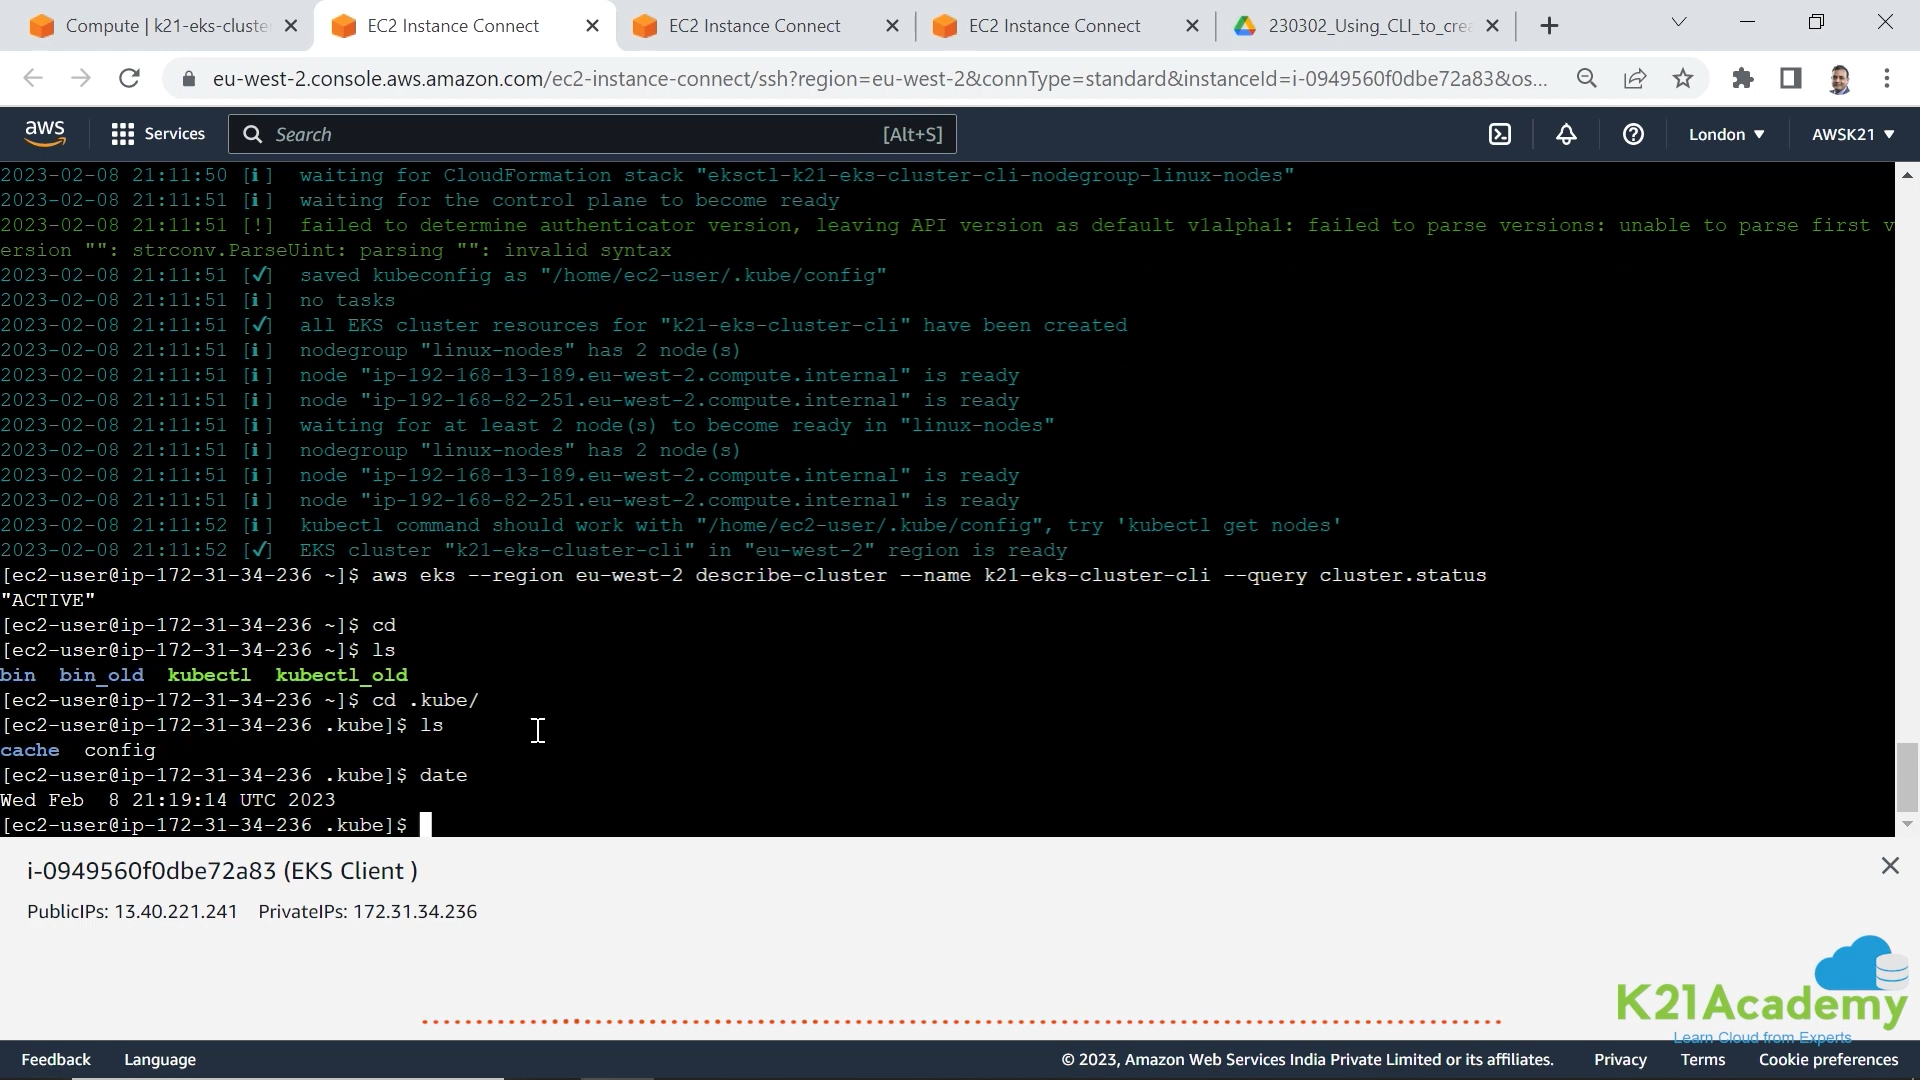 Compute | k21-eks-cluste
EC2 Instance Connect
EC2 Instance Connect
EC2 Instance Connect
230302_Using_CLI_to_crea
eu-west-2.console.aws.amazon.com/ec2-instance-connect/ssh?region=eu-west-2&connType=standard&instanceId=i-0949560f0dbe72a83&os...
aws Services Search [Alt+S] London AWSK21
2023-02-08 21:11:50 [ℹ]  waiting for CloudFormation stack "eksctl-k21-eks-cluster-cli-nodegroup-linux-nodes"
2023-02-08 21:11:51 [ℹ]  waiting for the control plane to become ready
2023-02-08 21:11:51 [!]  failed to determine authenticator version, leaving API version as default v1alpha1: failed to parse versions: unable to parse first v
ersion "": strconv.ParseUint: parsing "": invalid syntax
2023-02-08 21:11:51 [✔]  saved kubeconfig as "/home/ec2-user/.kube/config"
2023-02-08 21:11:51 [ℹ]  no tasks
2023-02-08 21:11:51 [✔]  all EKS cluster resources for "k21-eks-cluster-cli" have been created
2023-02-08 21:11:51 [ℹ]  nodegroup "linux-nodes" has 2 node(s)
2023-02-08 21:11:51 [ℹ]  node "ip-192-168-13-189.eu-west-2.compute.internal" is ready
2023-02-08 21:11:51 [ℹ]  node "ip-192-168-82-251.eu-west-2.compute.internal" is ready
2023-02-08 21:11:51 [ℹ]  waiting for at least 2 node(s) to become ready in "linux-nodes"
2023-02-08 21:11:51 [ℹ]  nodegroup "linux-nodes" has 2 node(s)
2023-02-08 21:11:51 [ℹ]  node "ip-192-168-13-189.eu-west-2.compute.internal" is ready
2023-02-08 21:11:51 [ℹ]  node "ip-192-168-82-251.eu-west-2.compute.internal" is ready
2023-02-08 21:11:52 [ℹ]  kubectl command should work with "/home/ec2-user/.kube/config", try 'kubectl get nodes'
2023-02-08 21:11:52 [✔]  EKS cluster "k21-eks-cluster-cli" in "eu-west-2" region is ready
[ec2-user@ip-172-31-34-236 ~]$ aws eks --region eu-west-2 describe-cluster --name k21-eks-cluster-cli --query cluster.status
"ACTIVE"
[ec2-user@ip-172-31-34-236 ~]$ cd
[ec2-user@ip-172-31-34-236 ~]$ ls
bin  bin_old  kubectl  kubectl_old
[ec2-user@ip-172-31-34-236 ~]$ cd .kube/
[ec2-user@ip-172-31-34-236 .kube]$ ls
cache  config
[ec2-user@ip-172-31-34-236 .kube]$ date
Wed Feb  8 21:19:14 UTC 2023
[ec2-user@ip-172-31-34-236 .kube]$
i-0949560f0dbe72a83 (EKS Client )
PublicIPs: 13.40.221.241 PrivateIPs: 172.31.34.236
K21Academy
Learn Cloud from Experts
Feedback Language © 2023, Amazon Web Services India Private Limited or its affiliates. Privacy Terms Cookie preferences